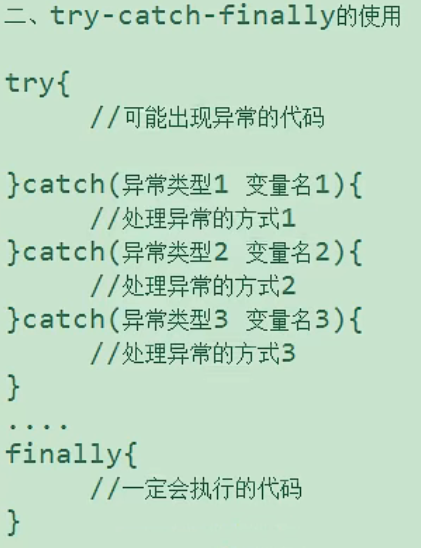 二、try-catch-finally的使用
try{
//可能出现异常的代码
}catch(异常类型1 变量名1){
//处理异常的方式1
}catch(异常类型2 变量名2){
//处理异常的方式2
}catch(异常类型3 变量名3){
//处理异常的方式3
}
....
finally{
//一定会执行的代码
}